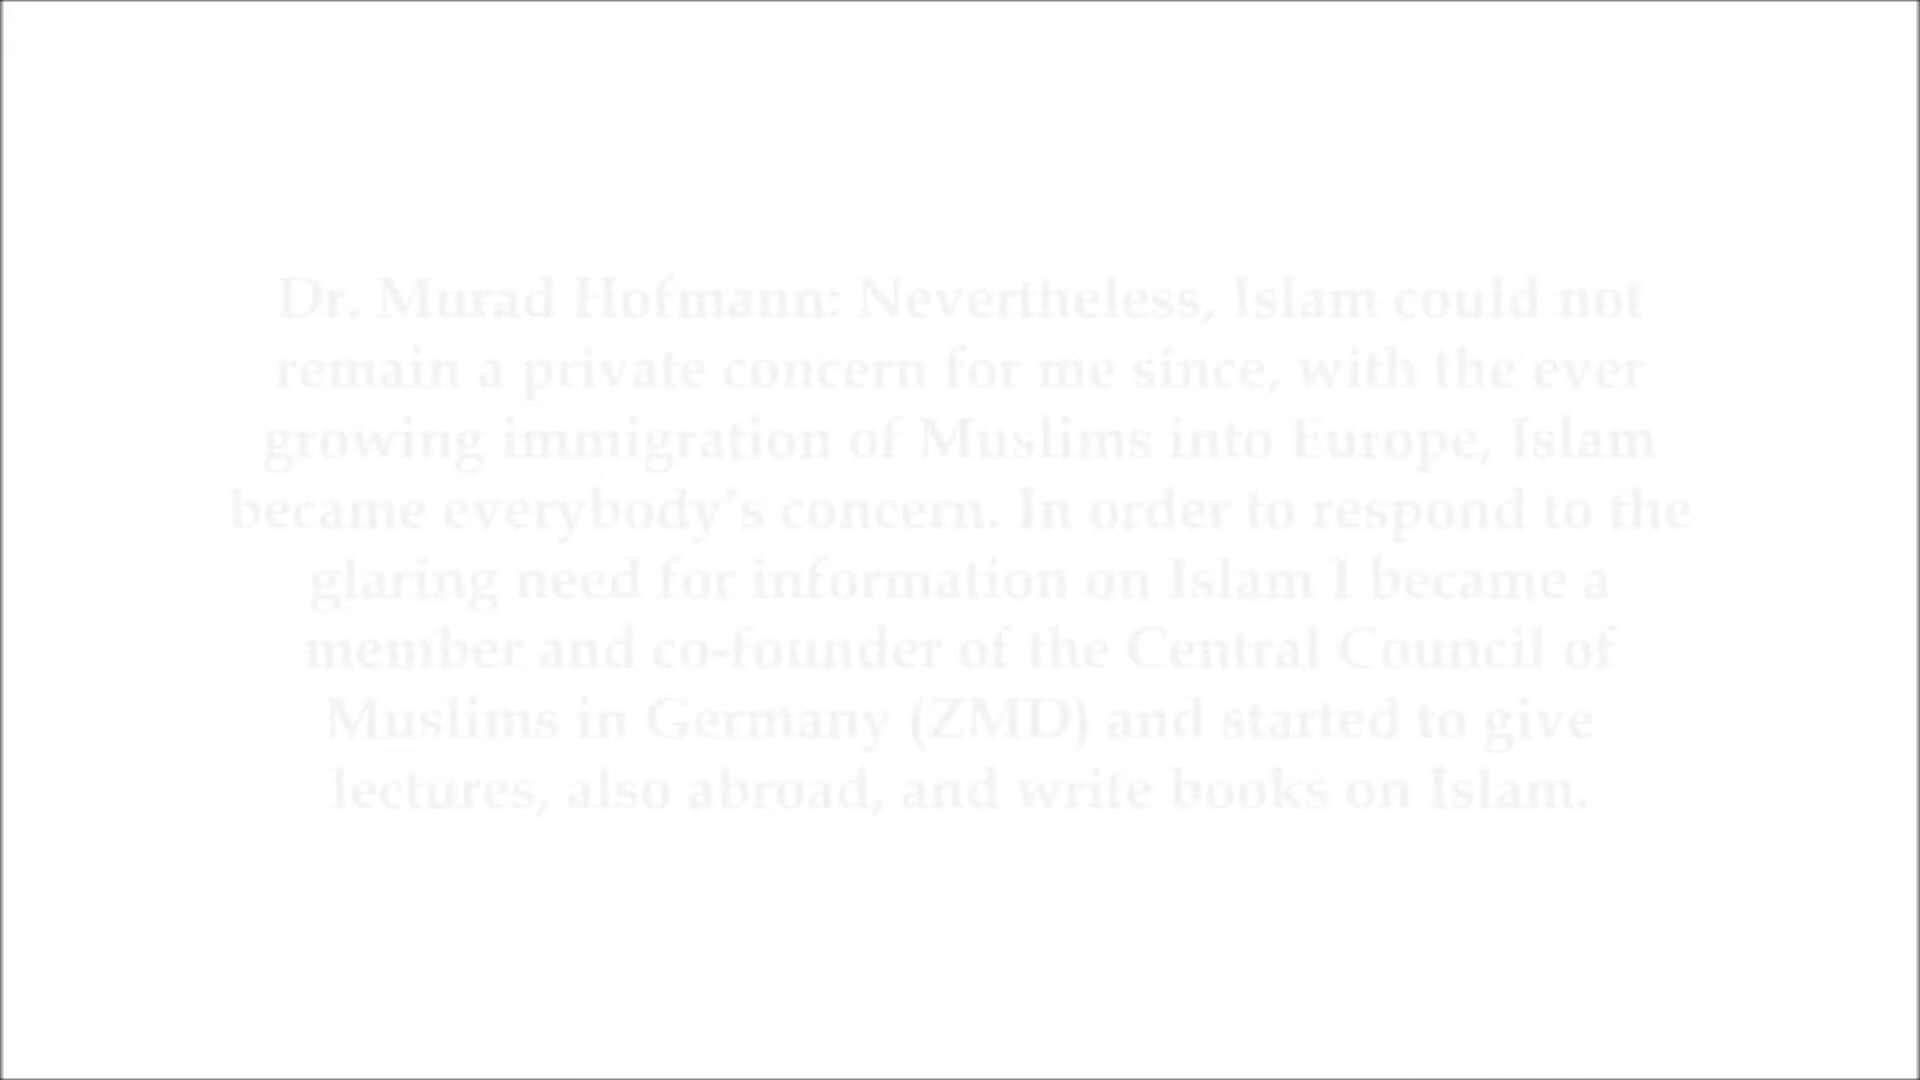 Dr. Murad Hofmann: Nevertheless, Islam could not
remain a private concern for me since, with the ever
growing immigration of Muslims into Europe, Islam
became everybody's concern. In order to respond to the
glaring need for information on Islam I became a
member and co-founder of the Central Council of
Muslims in Germany (ZMD) and started to give
lectures, also abroad, and write books on Islam.